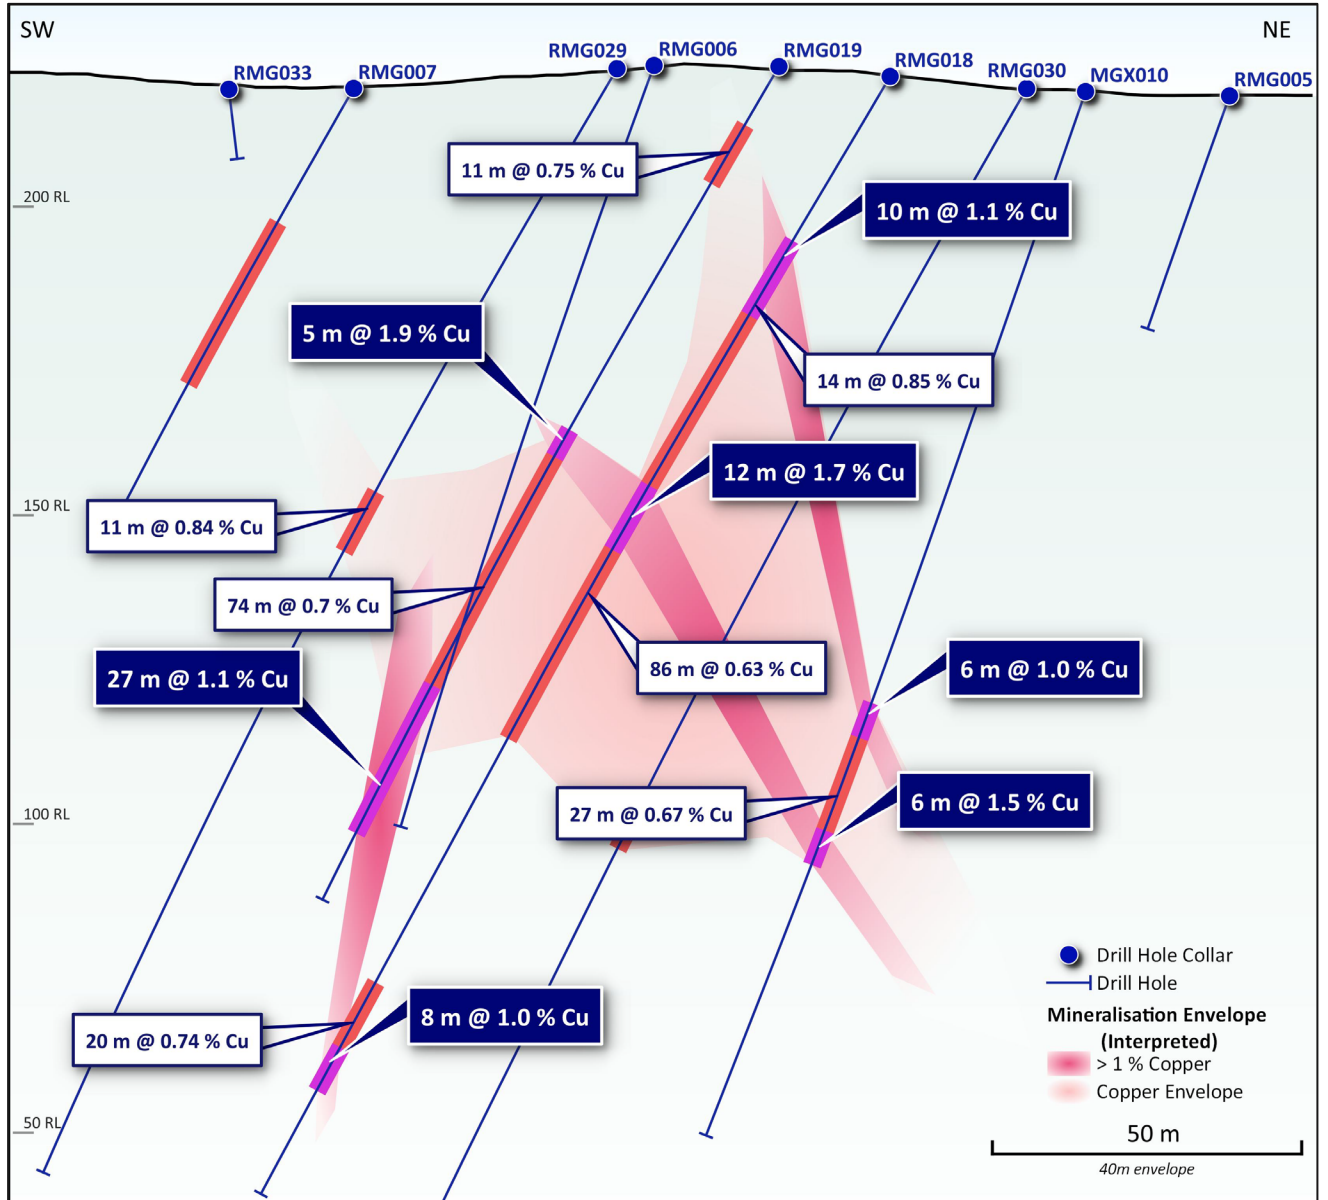 SW
NE
RMG029
RMG006
RMG019
RMG018
RMG033
RMG007
RMG030
MGX010
RMG005
11 m @ 0.75 % Cu
200 RL
10 m @ 1.1 % Cu
5 m @ 1.9 % Cu
14 m @ 0.85 % Cu
12 m @ 1.7 % Cu
150 RL
11 m @ 0.84 % Cu
74 m @ 0.7 % Cu
27 m @ 1.1 % Cu
86 m @ 0.63 % Cu
6 m @ 1.0 % Cu
6 m @ 1.5 % Cu
100 RL
27 m @ 0.67 % Cu
8 m @ 1.0 % Cu
20 m @ 0.74 % Cu
50 RL
Drill Hole Collar
Drill Hole
Mineralisation Envelope
(Interpreted)
> 1 % Copper
Copper Envelope
50 m
40m envelope